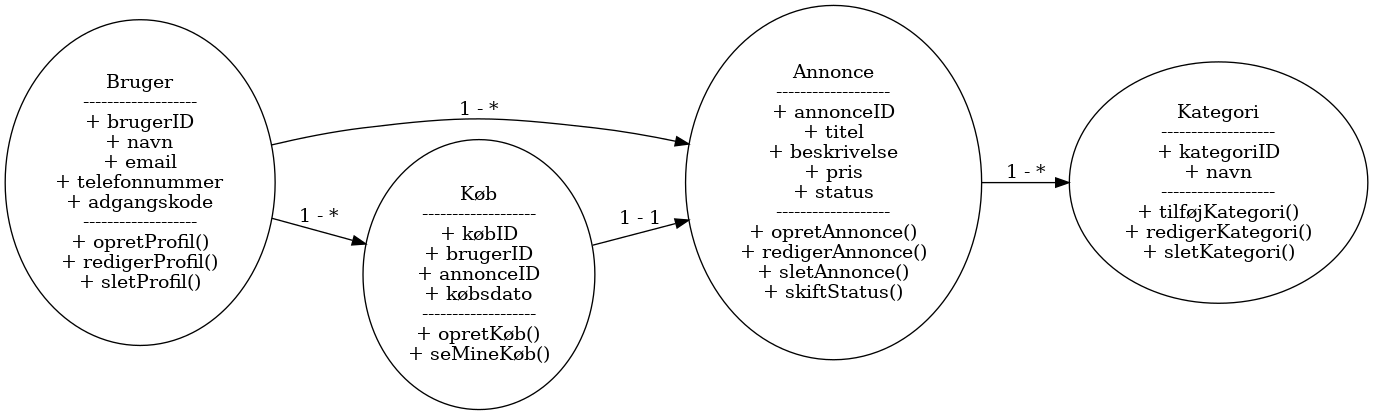 Bruger
-------------------
+ brugerID
+ navn
+ email
+ telefonnummer
+ adgangskode
-------------------
+ opretProfil()
+ redigerProfil()
+ sletProfil()
1 - *
1 - *
Køb
-------------------
+ købID
+ brugerID
+ annonceID
+ købsdato
-------------------
+ opretKøb()
+ seMineKøb()
1 - 1
Annonce
-------------------
+ annonceID
+ titel
+ beskrivelse
+ pris
+ status
-------------------
+ opretAnnonce()
+ redigerAnnonce()
+ sletAnnonce()
+ skiftStatus()
1 - *
Kategori
-------------------
+ kategoriID
+ navn
-------------------
+ tilføjKategori()
+ redigerKategori()
+ sletKategori()